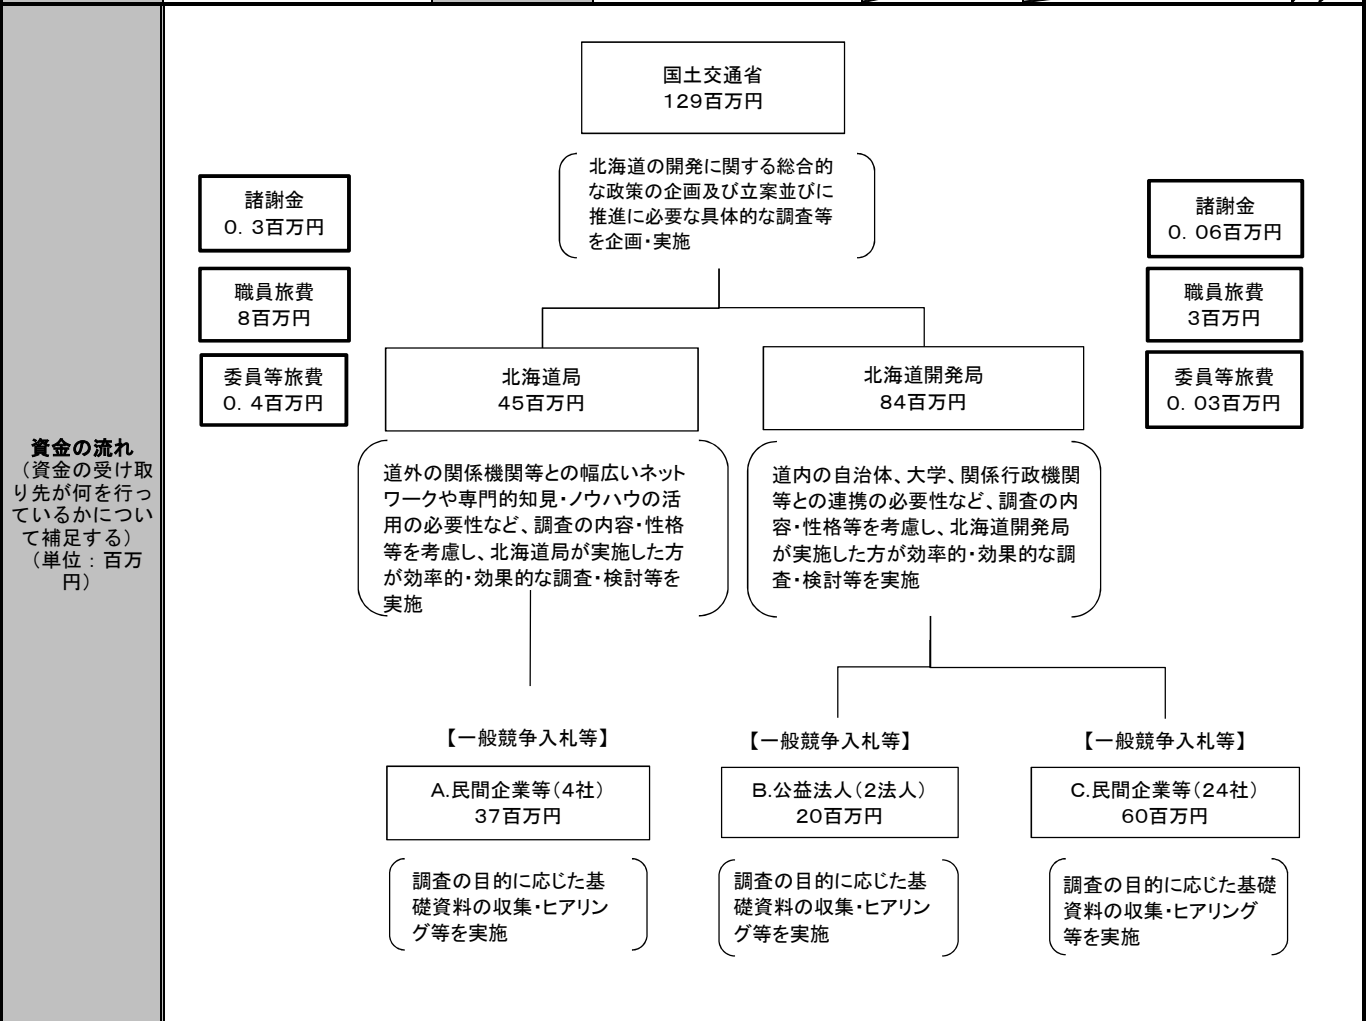 資金の流れ
（資金の受け取
り先が何を行っ
ているかについ
て補足する）
（単位：百万
円）
国土交通省
129百万円
北海道の開発に関する総合的
な政策の企画及び立案並びに
推進に必要な具体的な調査等
を企画・実施
諸謝金
０．３百万円
職員旅費
8百万円
委員等旅費
０．４百万円
諸謝金
０．０６百万円
職員旅費
3百万円
委員等旅費
０．０３百万円
北海道局
45百万円
北海道開発局
84百万円
道外の関係機関等との幅広いネット
ワークや専門的知見・ノウハウの活
用の必要性など、調査の内容・性格
等を考慮し、北海道局が実施した方
が効率的・効果的な調査・検討等を
実施
道内の自治体、大学、関係行政機関
等との連携の必要性など、調査の内
容・性格等を考慮し、北海道開発局
が実施した方が効率的・効果的な調
査・検討等を実施
【一般競争入札等】
A.民間企業等（4社）
37百万円
調査の目的に応じた基
礎資料の収集・ヒアリン
グ等を実施
【一般競争入札等】
B.公益法人（2法人）
20百万円
調査の目的に応じた基
礎資料の収集・ヒアリン
グ等を実施
【一般競争入札等】
C.民間企業等（24社）
60百万円
調査の目的に応じた基礎
資料の収集・ヒアリング
等を実施